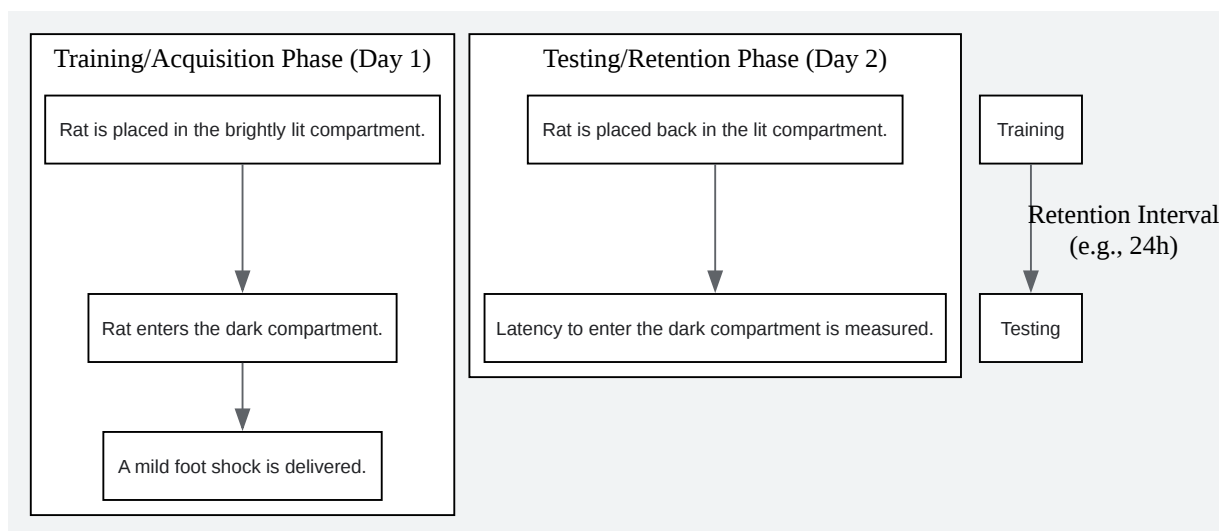 Training/Acquisition Phase (Day 1)
Rat is placed in the brightly lit compartment.
Rat enters the dark compartment.
A mild foot shock is delivered.
Testing/Retention Phase (Day 2)
Rat is placed back in the lit compartment.
Latency to enter the dark compartment is measured.
Training
Retention Interval
(e.g., 24h)
Testing